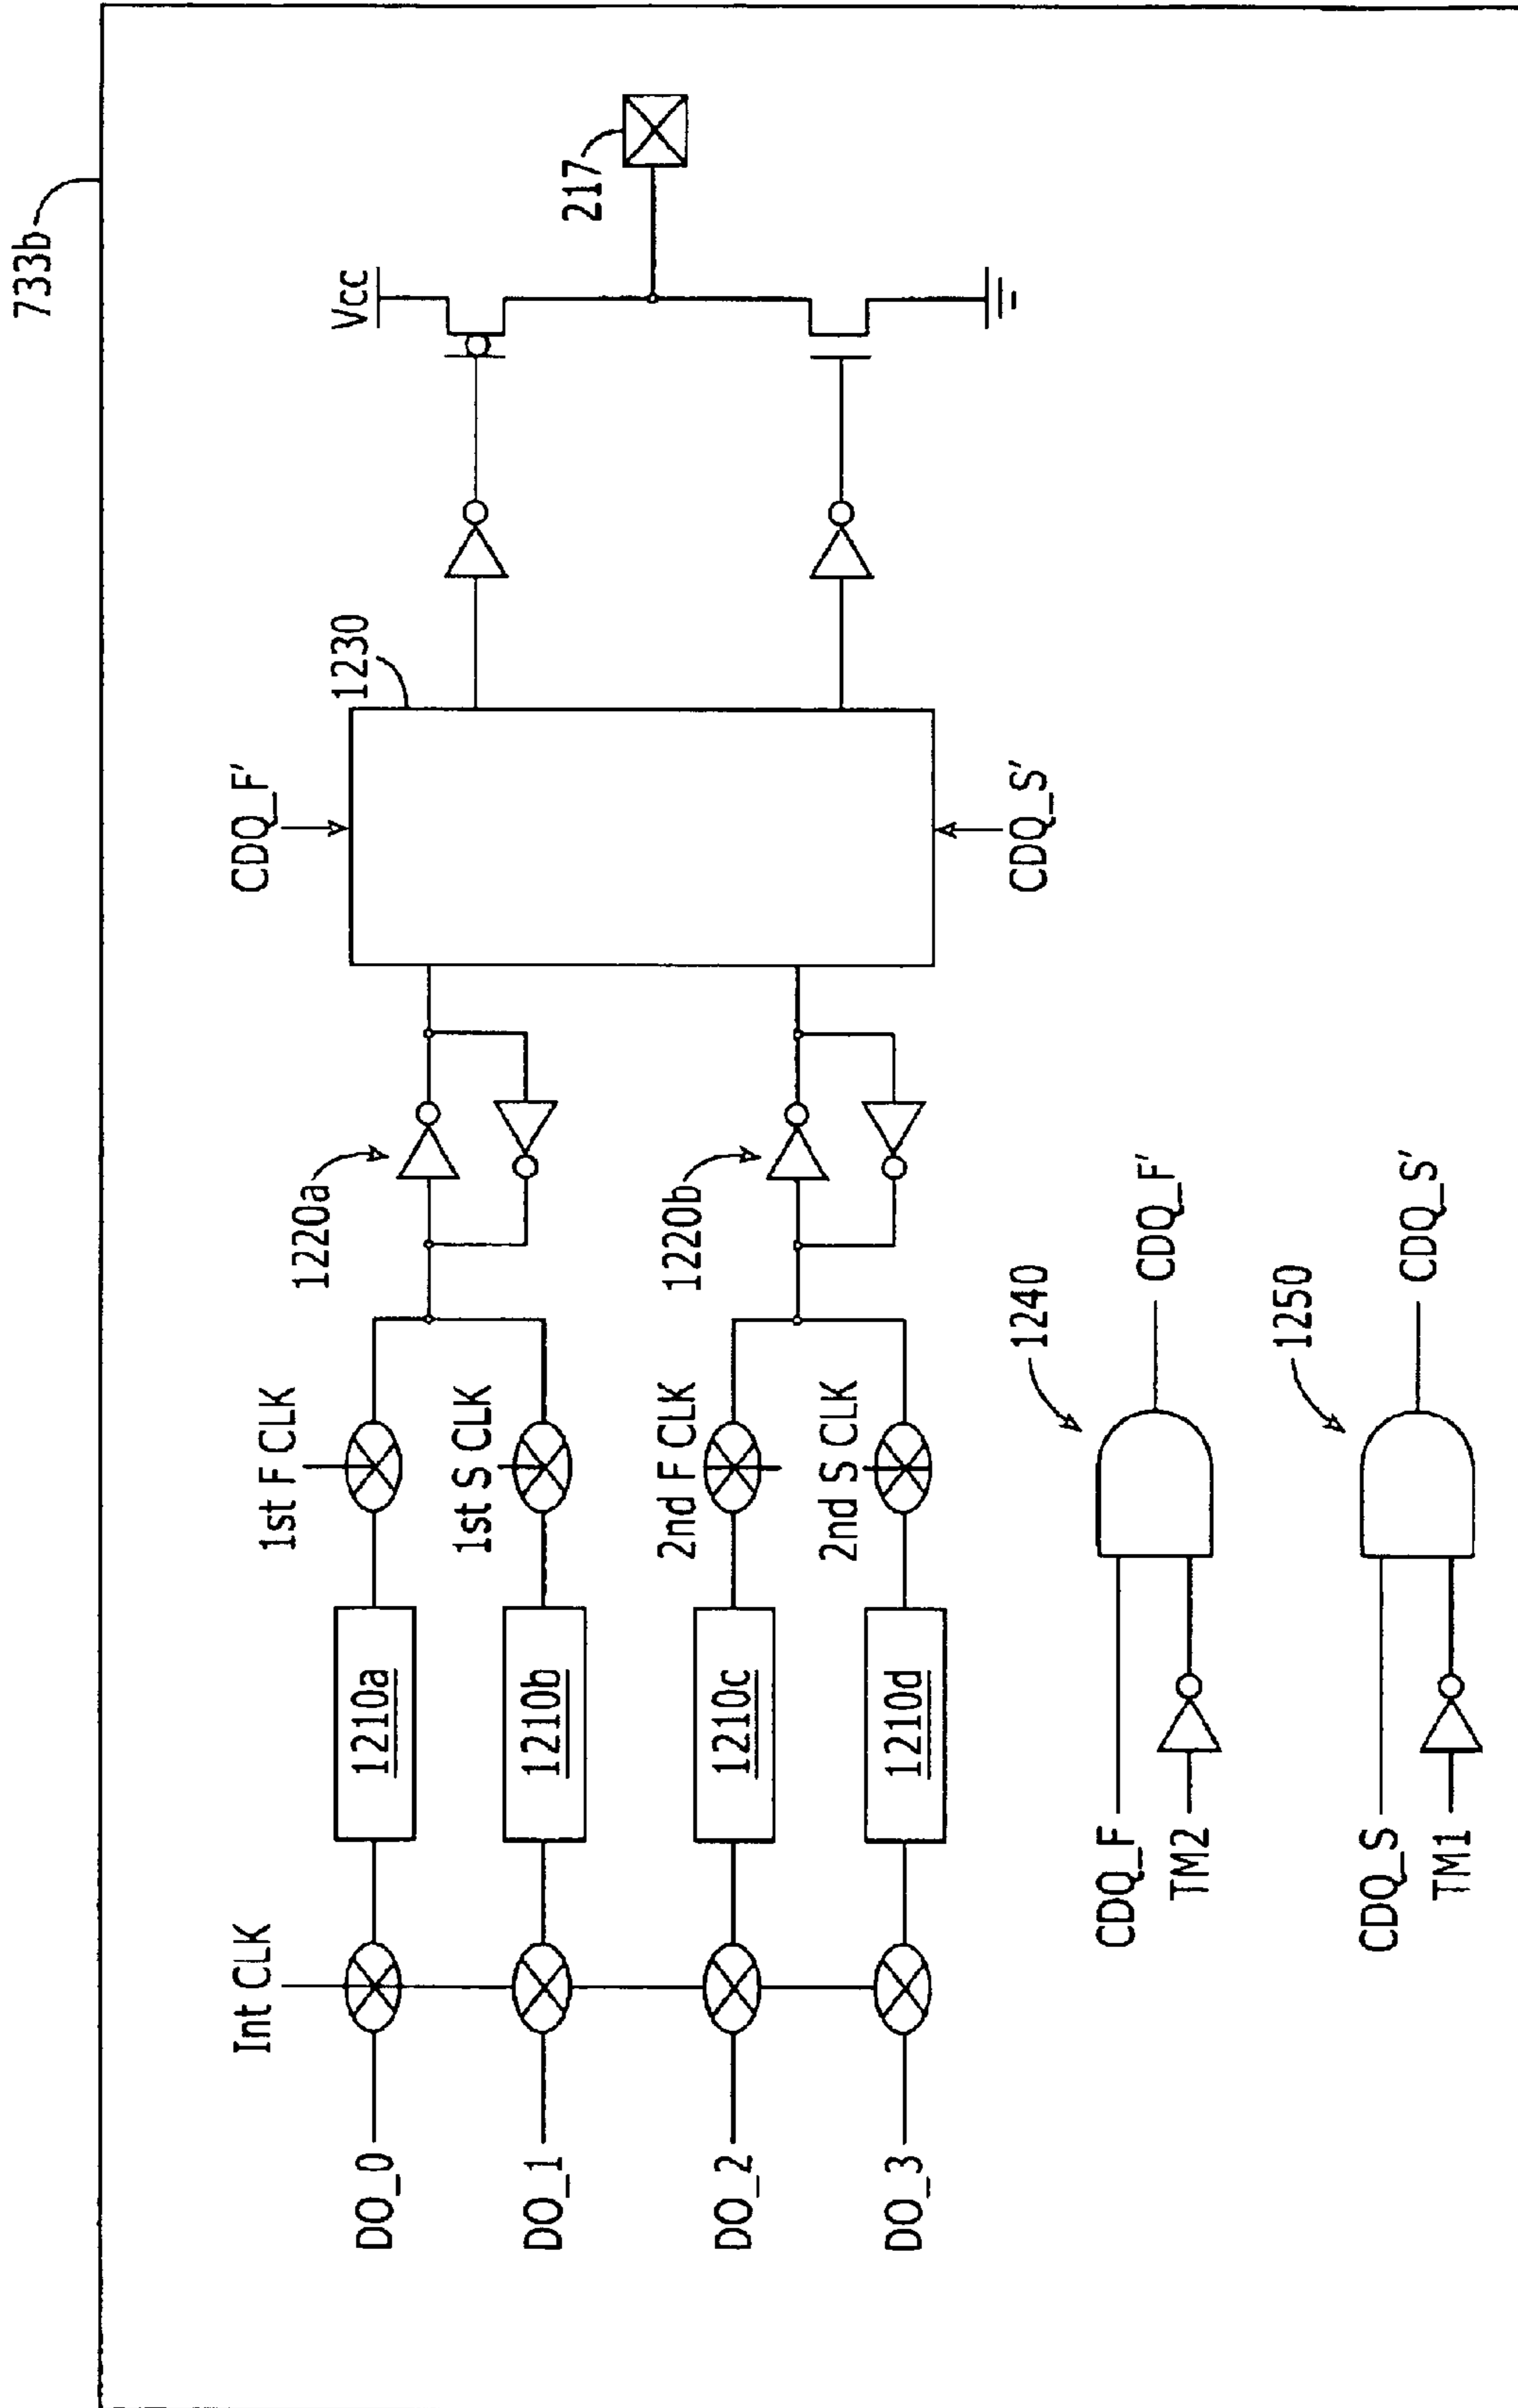 733b
Int CLK
1st F CLK
1st S CLK
2nd F CLK
2nd S CLK
DO_0
DO_1
DO_2
DO_3
1210a
1210b
1210c
1210d
1220a
1220b
CDQ_F'
1230
CDQ_S'
Vcc
217
CDQ_F
TM2
1240
CDQ_F'
CDQ_S
TM1
1250
CDQ_S'